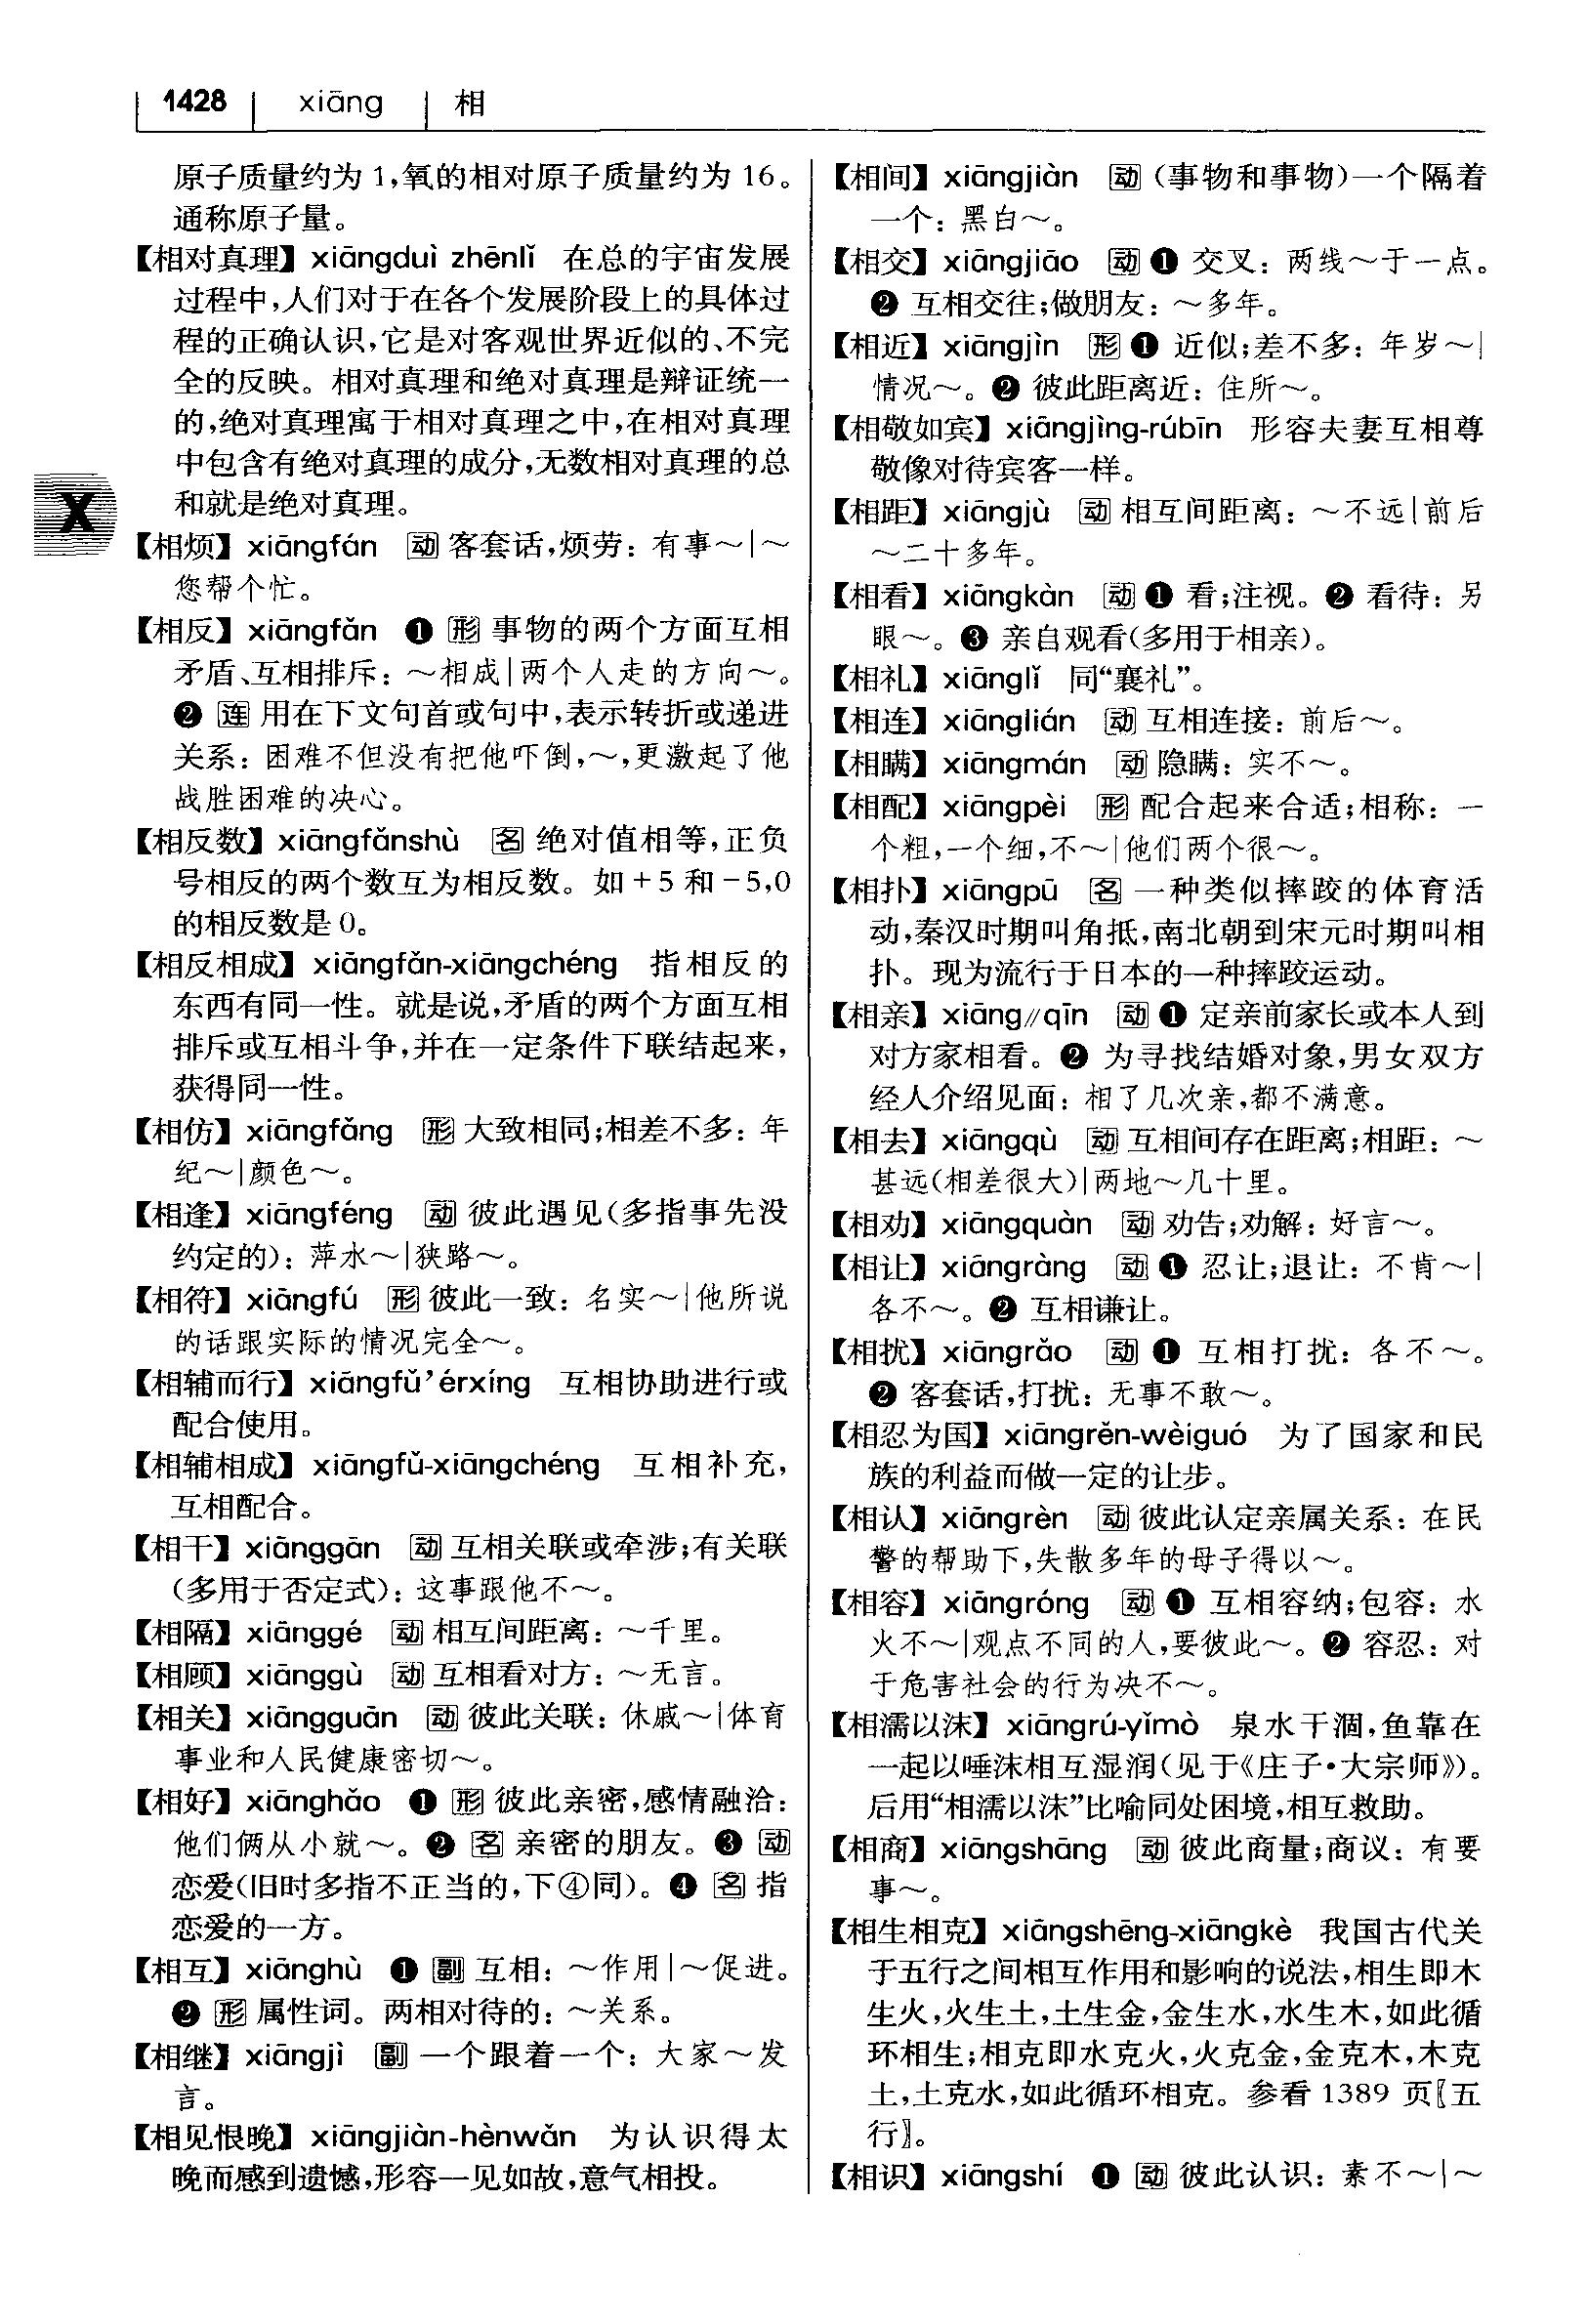 1428 xiāng 相
原子质量约为 1,氧的相对原子质量约为 16。
通称原子量。
【相对真理】 xiāngduì zhēnlǐ 在总的宇宙发展
过程中,人们对于在各个发展阶段上的具体过
程的正确认识,它是对客观世界近似的、不完
全的反映。相对真理和绝对真理是辩证统一
的,绝对真理寓于相对真理之中,在相对真理
中包含有绝对真理的成分,无数相对真理的总
和就是绝对真理。
X
【相烦】 xiāngfán 动 客套话,烦劳:有事～|～
您帮个忙。
【相反】 xiāngfǎn ❶ 形 事物的两个方面互相
矛盾、互相排斥:～相成|两个人走的方向～。
❷ 连 用在下文句首或句中,表示转折或递进
关系:困难不但没有把他吓倒,～,更激起了他
战胜困难的决心。
【相反数】 xiāngfǎnshù 名 绝对值相等,正负
号相反的两个数互为相反数。如+5和-5,0
的相反数是0。
【相反相成】 xiāngfǎn-xiāngchéng 指相反的
东西有同一性。就是说,矛盾的两个方面互相
排斥或互相斗争,并在一定条件下联结起来,
获得同一性。
【相仿】 xiāngfǎng 形 大致相同;相差不多:年
纪～|颜色～。
【相逢】 xiāngféng 动 彼此遇见(多指事先没
约定的):萍水～|狭路～。
【相符】 xiāngfú 形 彼此一致:名实～|他所说
的话跟实际的情况完全～。
【相辅而行】 xiāngfǔ’érxíng 互相协助进行或
配合使用。
【相辅相成】 xiāngfǔ-xiāngchéng 互相补充,
互相配合。
【相干】 xiānggān 动 互相关联或牵涉;有关联
(多用于否定式):这事跟他不～。
【相隔】 xiānggé 动 相互间距离:～千里。
【相顾】 xiānggù 动 互相看对方:～无言。
【相关】 xiāngguān 动 彼此关联:休戚～|体育
事业和人民健康密切～。
【相好】 xiānghǎo ❶ 形 彼此亲密,感情融洽:
他们俩从小就～。❷ 名 亲密的朋友。❸ 动
恋爱(旧时多指不正当的,下④同)。❹ 名 指
恋爱的一方。
【相互】 xiānghù ❶ 副 互相:～作用|～促进。
❷ 形 属性词。两相对待的:～关系。
【相继】 xiāngjì 副 一个跟着一个:大家～发
言。
【相见恨晚】 xiāngjiàn-hènwǎn 为认识得太
晚而感到遗憾,形容一见如故,意气相投。
【相间】 xiāngjiàn 动 (事物和事物)一个隔着
一个:黑白～。
【相交】 xiāngjiāo 动 ❶ 交叉:两线～于一点。
❷ 互相交往;做朋友:～多年。
【相近】 xiāngjìn 形 ❶ 近似;差不多:年岁～|
情况～。❷ 彼此距离近:住所～。
【相敬如宾】 xiāngjìng-rúbīn 形容夫妻互相尊
敬像对待宾客一样。
【相距】 xiāngjù 动 相互间距离:～不远|前后
～二十多年。
【相看】 xiāngkàn 动 ❶ 看;注视。❷ 看待:另
眼～。❸ 亲自观看(多用于相亲)。
【相礼】 xiānglǐ 同“襄礼”。
【相连】 xiānglián 动 互相连接:前后～。
【相瞒】 xiāngmán 动 隐瞒:实不～。
【相配】 xiāngpèi 形 配合起来合适;相称:一
个粗,一个细,不～|他们两个很～。
【相扑】 xiāngpū 名 一种类似摔跤的体育活
动,秦汉时期叫角抵,南北朝到宋元时期叫相
扑。现为流行于日本的一种摔跤运动。
【相亲】 xiāng//qīn 动 ❶ 定亲前家长或本人到
对方家相看。❷ 为寻找结婚对象,男女双方
经人介绍见面:相了几次亲,都不满意。
【相去】 xiāngqù 动 互相间存在距离;相距:～
甚远(相差很大)|两地～几十里。
【相劝】 xiāngquàn 动 劝告;劝解:好言～。
【相让】 xiāngràng 动 ❶ 忍让;退让:不肯～|
各不～。❷ 互相谦让。
【相扰】 xiāngrǎo 动 ❶ 互相打扰:各不～。
❷ 客套话,打扰:无事不敢～。
【相忍为国】 xiāngrěn-wèiguó 为了国家和民
族的利益而做一定的让步。
【相认】 xiāngrèn 动 彼此认定亲属关系:在民
警的帮助下,失散多年的母子得以～。
【相容】 xiāngróng 动 ❶ 互相容纳;包容:水
火不～|观点不同的人,要彼此～。❷ 容忍:对
于危害社会的行为决不～。
【相濡以沫】 xiāngrú-yǐmò 泉水干涸,鱼靠在
一起以唾沫相互湿润(见于《庄子·大宗师》)。
后用“相濡以沫”比喻同处困境,相互救助。
【相商】 xiāngshāng 动 彼此商量;商议:有要
事～。
【相生相克】 xiāngshēng-xiāngkè 我国古代关
于五行之间相互作用和影响的说法,相生即木
生火,火生土,土生金,金生水,水生木,如此循
环相生;相克即水克火,火克金,金克木,木克
土,土克水,如此循环相克。参看 1389 页〖五
行〗。
【相识】 xiāngshí ❶ 动 彼此认识:素不～|～